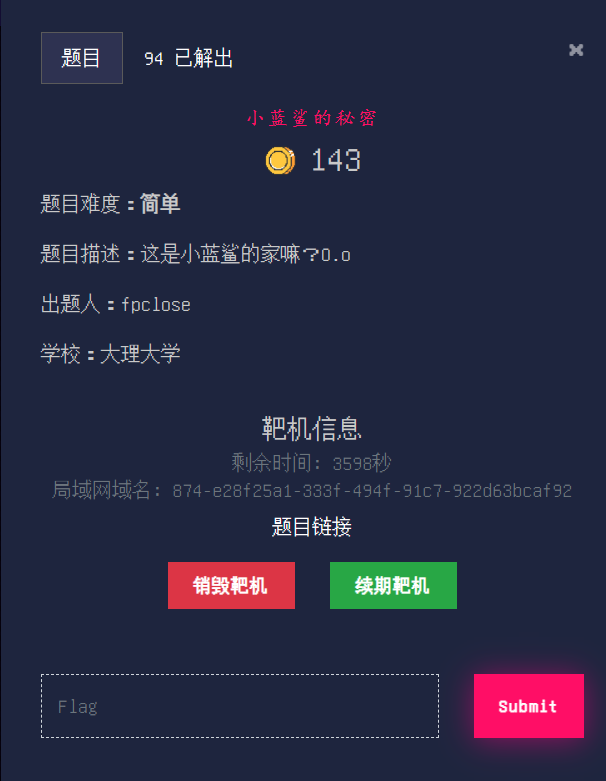 题目 94 已解出
×
小蓝鲨的秘密
143
题目难度：简单
题目描述：这是小蓝鲨的家嘛？0.o
出题人：fpclose
学校：大理大学
靶机信息
剩余时间: 3598秒
局域网域名: 874-e28f25a1-333f-494f-91c7-922d63bcaf92
题目链接
销毁靶机 续期靶机
Flag Submit